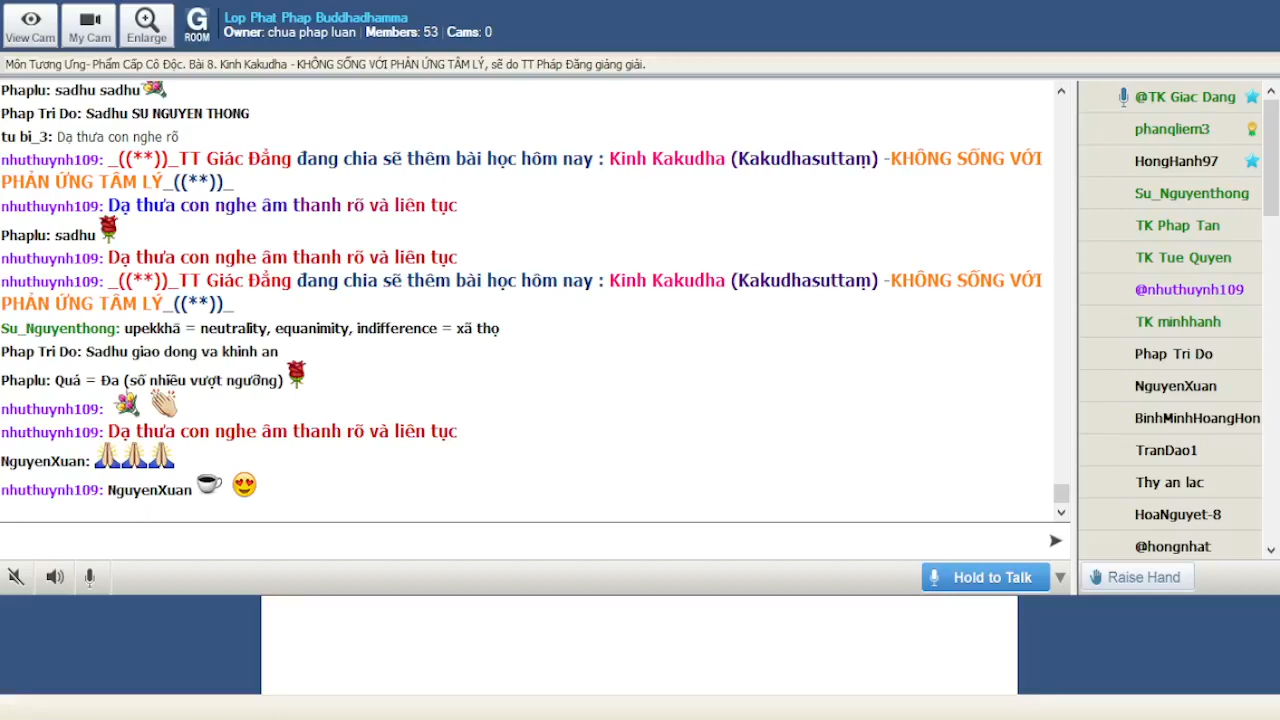 View Cam
My Cam
Enlarge
G
ROOM
Lop Phat Phap Buddhadhamma
Owner: chua phap luan | Members: 53 | Cams: 0
Môn Tương Ưng- Phẩm Cấp Cô Độc. Bài 8. Kinh Kakudha - KHÔNG SỐNG VỚI PHẢN ỨNG TÂM LÝ, sẽ do TT Pháp Đăng giảng giải.
Phaplu: sadhu sadhu
Phap Tri Do: Sadhu SU NGUYEN THONG
tu bi_3: Dạ thưa con nghe rõ
nhuthuynh109: _((**))_TT Giác Đẳng đang chia sẽ thêm bài học hôm nay : Kinh Kakudha (Kakudhasuttaṃ) -KHÔNG SỐNG VỚI
PHẢN ỨNG TÂM LÝ_((**))_
nhuthuynh109: Dạ thưa con nghe âm thanh rõ và liên tục
Phaplu: sadhu
nhuthuynh109: Dạ thưa con nghe âm thanh rõ và liên tục
nhuthuynh109: _((**))_TT Giác Đẳng đang chia sẽ thêm bài học hôm nay : Kinh Kakudha (Kakudhasuttaṃ) -KHÔNG SỐNG VỚI
PHẢN ỨNG TÂM LÝ_((**))_
Su_Nguyenthong: upekkhā = neutrality, equanimity, indifference = xã thọ
Phap Tri Do: Sadhu giao dong va khinh an
Phaplu: Quá = Đa (số nhiều vượt ngưỡng)
nhuthuynh109:
nhuthuynh109: Dạ thưa con nghe âm thanh rõ và liên tục
NguyenXuan:
nhuthuynh109: NguyenXuan
Hold to Talk
@TK Giac Dang
phanqliem3
HongHanh97
Su_Nguyenthong
TK Phap Tan
TK Tue Quyen
@nhuthuynh109
TK minhhanh
Phap Tri Do
NguyenXuan
BinhMinhHoangHon
TranDao1
Thy an lac
HoaNguyet-8
@hongnhat
Raise Hand